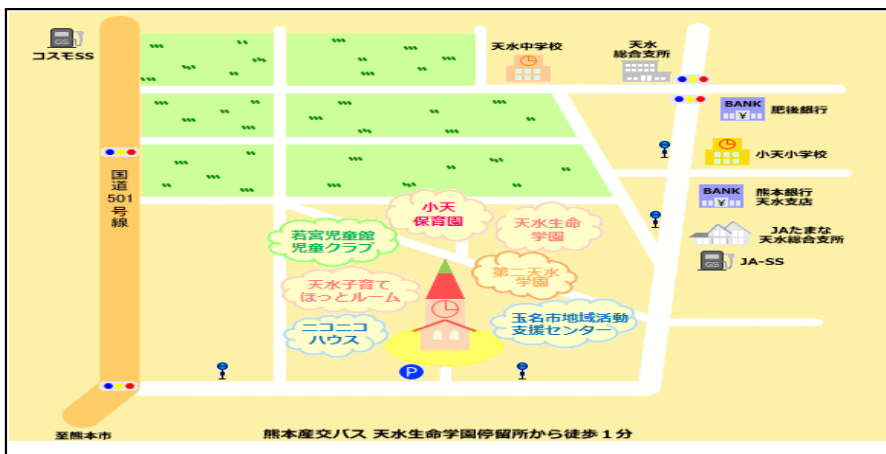 GS
コスモSS
天水中学校
天水
総合支所
BANK
¥
肥後銀行
小天小学校
国道
501
号線
BANK
¥
熊本銀行
天水支店
小天
保育園
天水生命
学園
若宮児童館
児童クラブ
JAたまな
天水総合支所
GS
JA-SS
第二天水
学園
天水子育て
ほっとルーム
玉名市地域活動
支援センター
ニコニコ
ハウス
P
至熊本市
熊本産交バス 天水生命学園停留所から徒歩1分